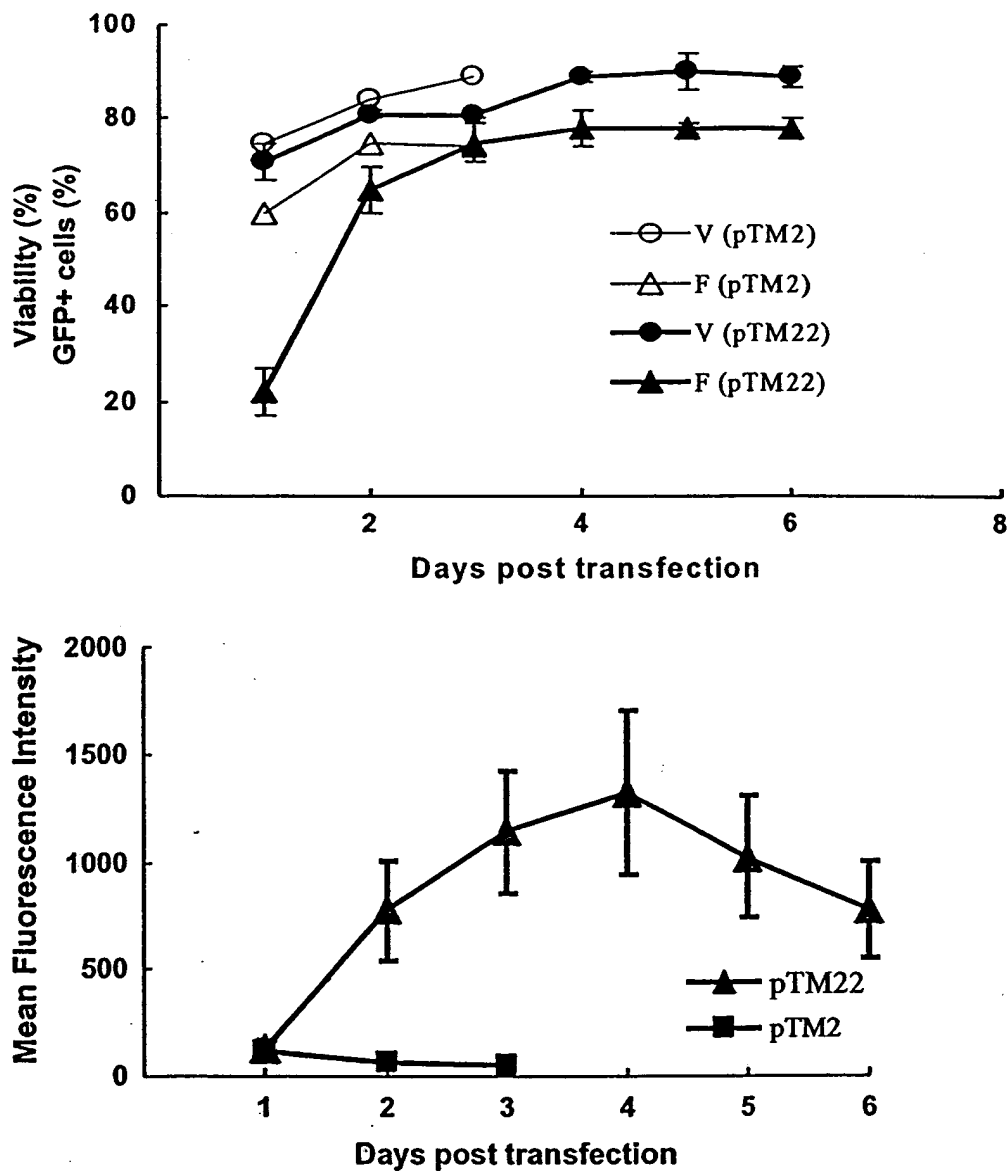 100
80
60
40
20
0
Viability (%)
GFP+ cells (%)
V (pTM2)
F (pTM2)
V (pTM22)
F (pTM22)
2
4
6
8
Days post transfection
2000
1500
1000
500
0
Mean Fluorescence Intensity
pTM22
pTM2
1
2
3
4
5
6
Days post transfection